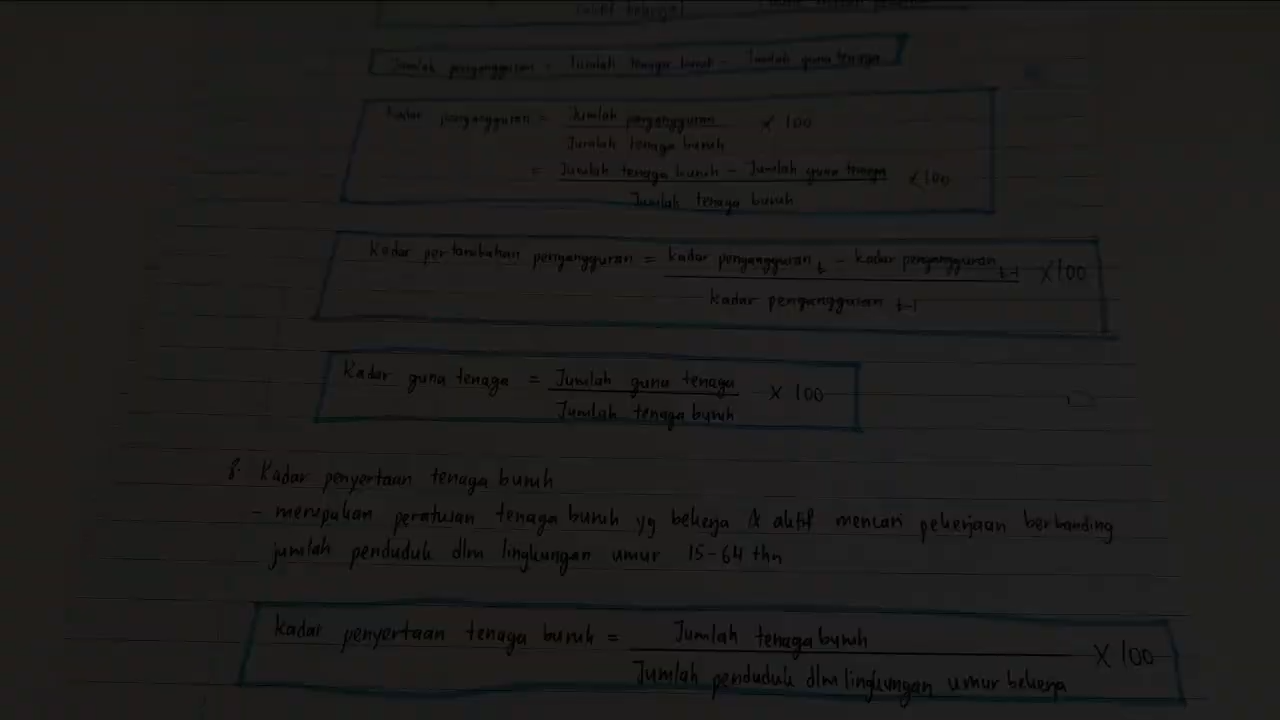 Jumlah pengangguran = Jumlah tenaga buruh - Jumlah guna tenaga
Kadar pengangguran = Jumlah pengangguran × 100
Jumlah tenaga buruh
= Jumlah tenaga buruh - Jumlah guna tenaga × 100
Jumlah tenaga buruh
Kadar pertambahan pengangguran = kadar pengangguran t - kadar pengangguran t-1 × 100
kadar pengangguran t-1
Kadar guna tenaga = Jumlah guna tenaga × 100
Jumlah tenaga buruh
8. Kadar penyertaan tenaga buruh
- merupakan peratusan tenaga buruh yg bekerja & aktif mencari pekerjaan berbanding
jumlah penduduk dlm lingkungan umur 15-64 thn
kadar penyertaan tenaga buruh = Jumlah tenaga buruh × 100
Jumlah penduduk dlm lingkungan umur bekerja